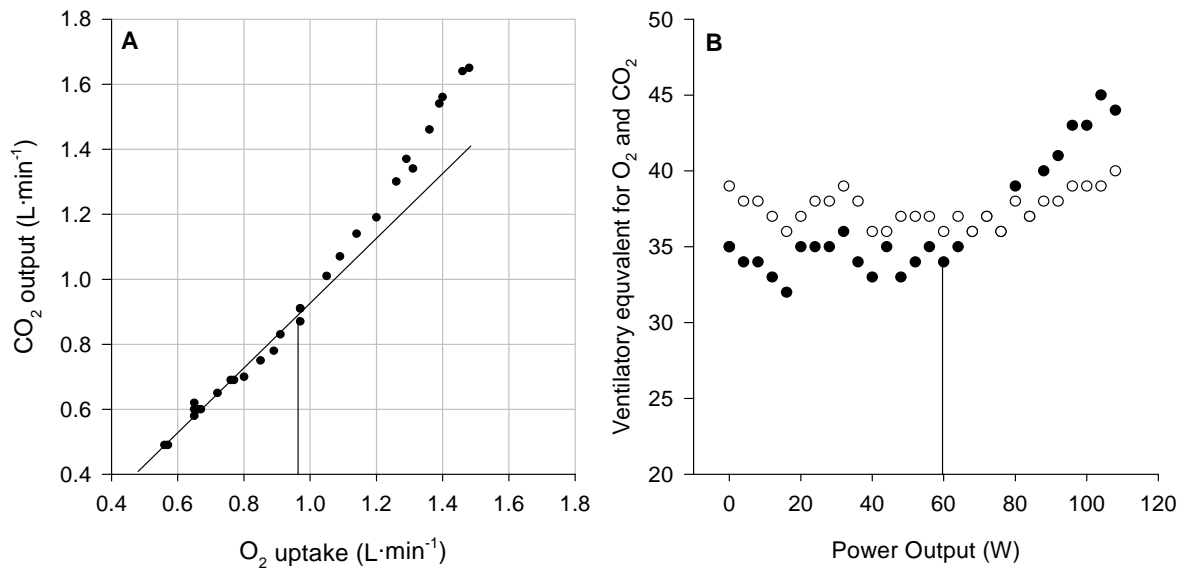 A
CO₂ output (L·min⁻¹)
1.8
1.6
1.4
1.2
1.0
0.8
0.6
0.4
0.4 0.6 0.8 1.0 1.2 1.4 1.6 1.8
O₂ uptake (L·min⁻¹)
B
Ventilatory equvalent for O₂ and CO₂
50
45
40
35
30
25
20
0 20 40 60 80 100 120
Power Output (W)